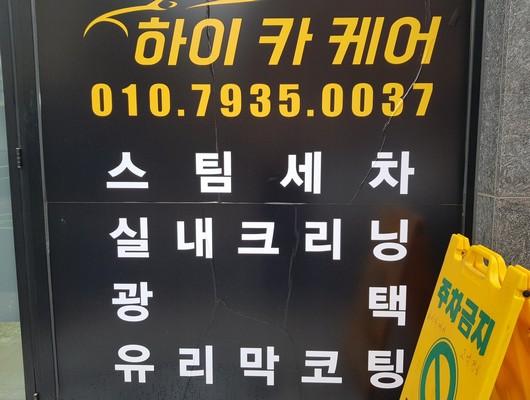 하이카케어
010.7935.0037
스팀세차
실내크리닝
광택
유리막코팅
주차금지